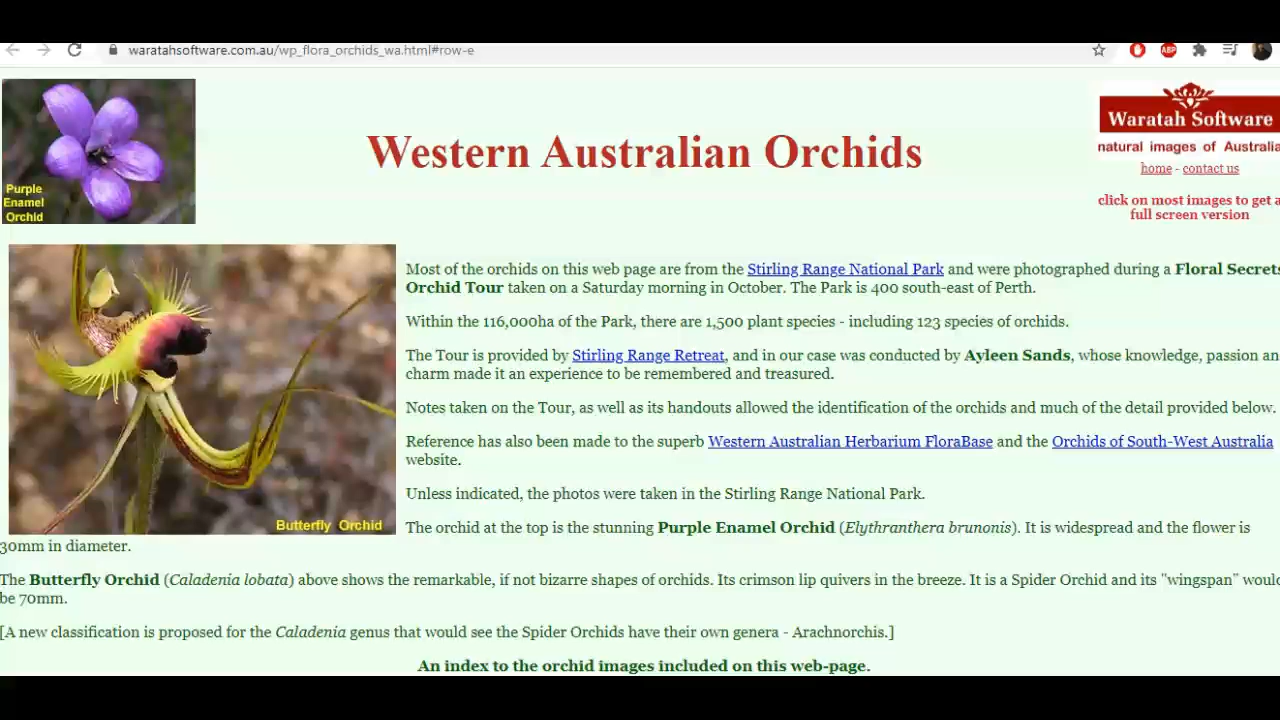 waratahsoftware.com.au/wp_flora_orchids_wa.html#row-e
ABP
Purple
Enamel
Orchid
Western Australian Orchids
Waratah Software
natural images of Australia
home - contact us
click on most images to get a
full screen version
Butterfly Orchid
Most of the orchids on this web page are from the Stirling Range National Park and were photographed during a Floral Secrets
Orchid Tour taken on a Saturday morning in October. The Park is 400 south-east of Perth.
Within the 116,000ha of the Park, there are 1,500 plant species - including 123 species of orchids.
The Tour is provided by Stirling Range Retreat, and in our case was conducted by Ayleen Sands, whose knowledge, passion an
charm made it an experience to be remembered and treasured.
Notes taken on the Tour, as well as its handouts allowed the identification of the orchids and much of the detail provided below.
Reference has also been made to the superb Western Australian Herbarium FloraBase and the Orchids of South-West Australia
website.
Unless indicated, the photos were taken in the Stirling Range National Park.
The orchid at the top is the stunning Purple Enamel Orchid (Elythranthera brunonis). It is widespread and the flower is
30mm in diameter.
The Butterfly Orchid (Caladenia lobata) above shows the remarkable, if not bizarre shapes of orchids. Its crimson lip quivers in the breeze. It is a Spider Orchid and its "wingspan" would
be 70mm.
[A new classification is proposed for the Caladenia genus that would see the Spider Orchids have their own genera - Arachnorchis.]
An index to the orchid images included on this web-page.